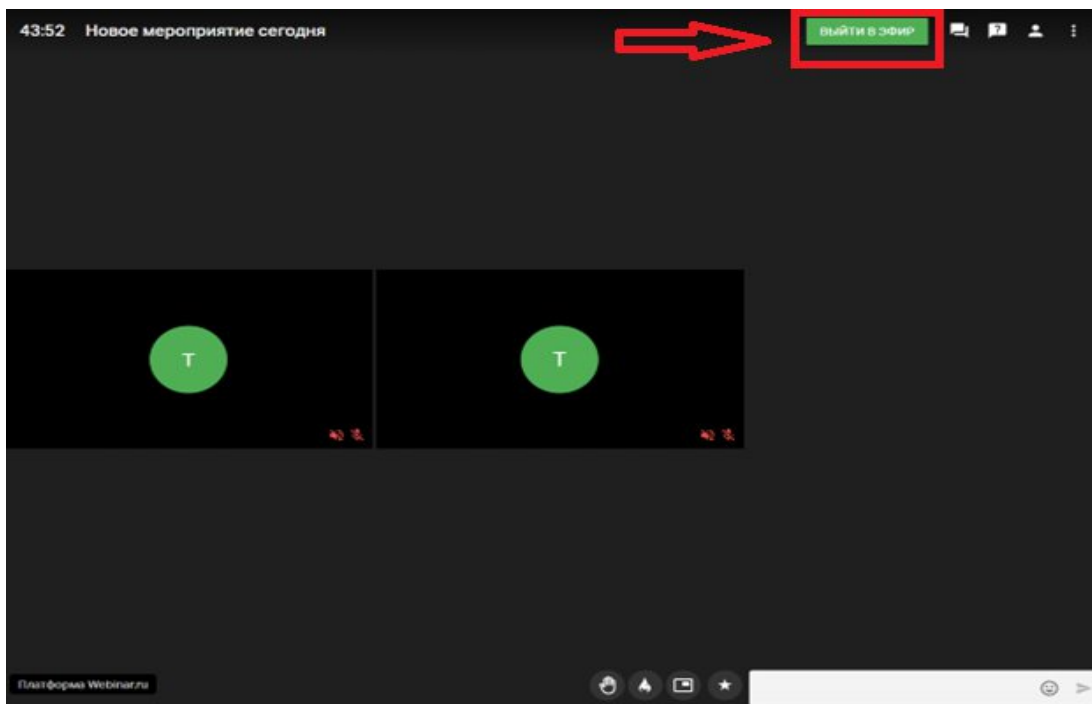 43:52 Новое мероприятие сегодня
ВЫЙТИ В ЭФИР
?
Т
Т
Платформа Webinar.ru